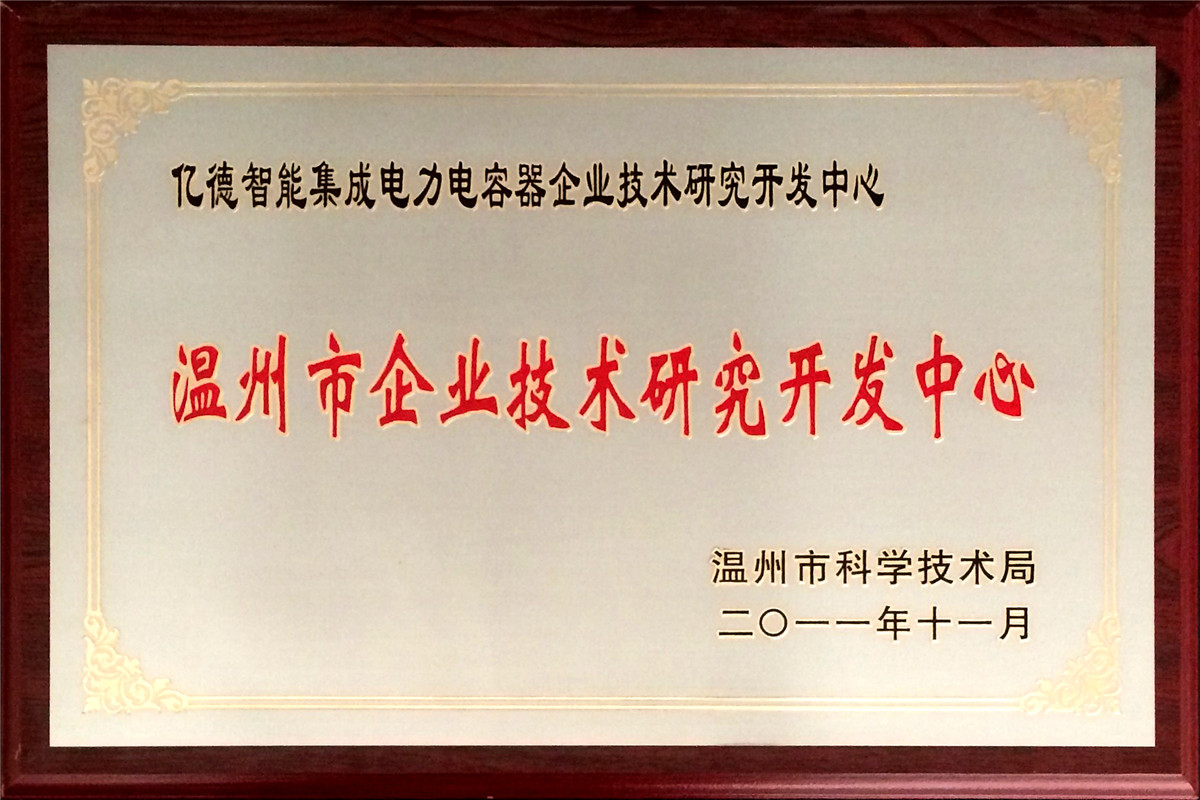 亿德智能集成电力电容器企业技术研究开发中心
温州市企业技术研究开发中心
温州市科学技术局
二〇一一年十一月